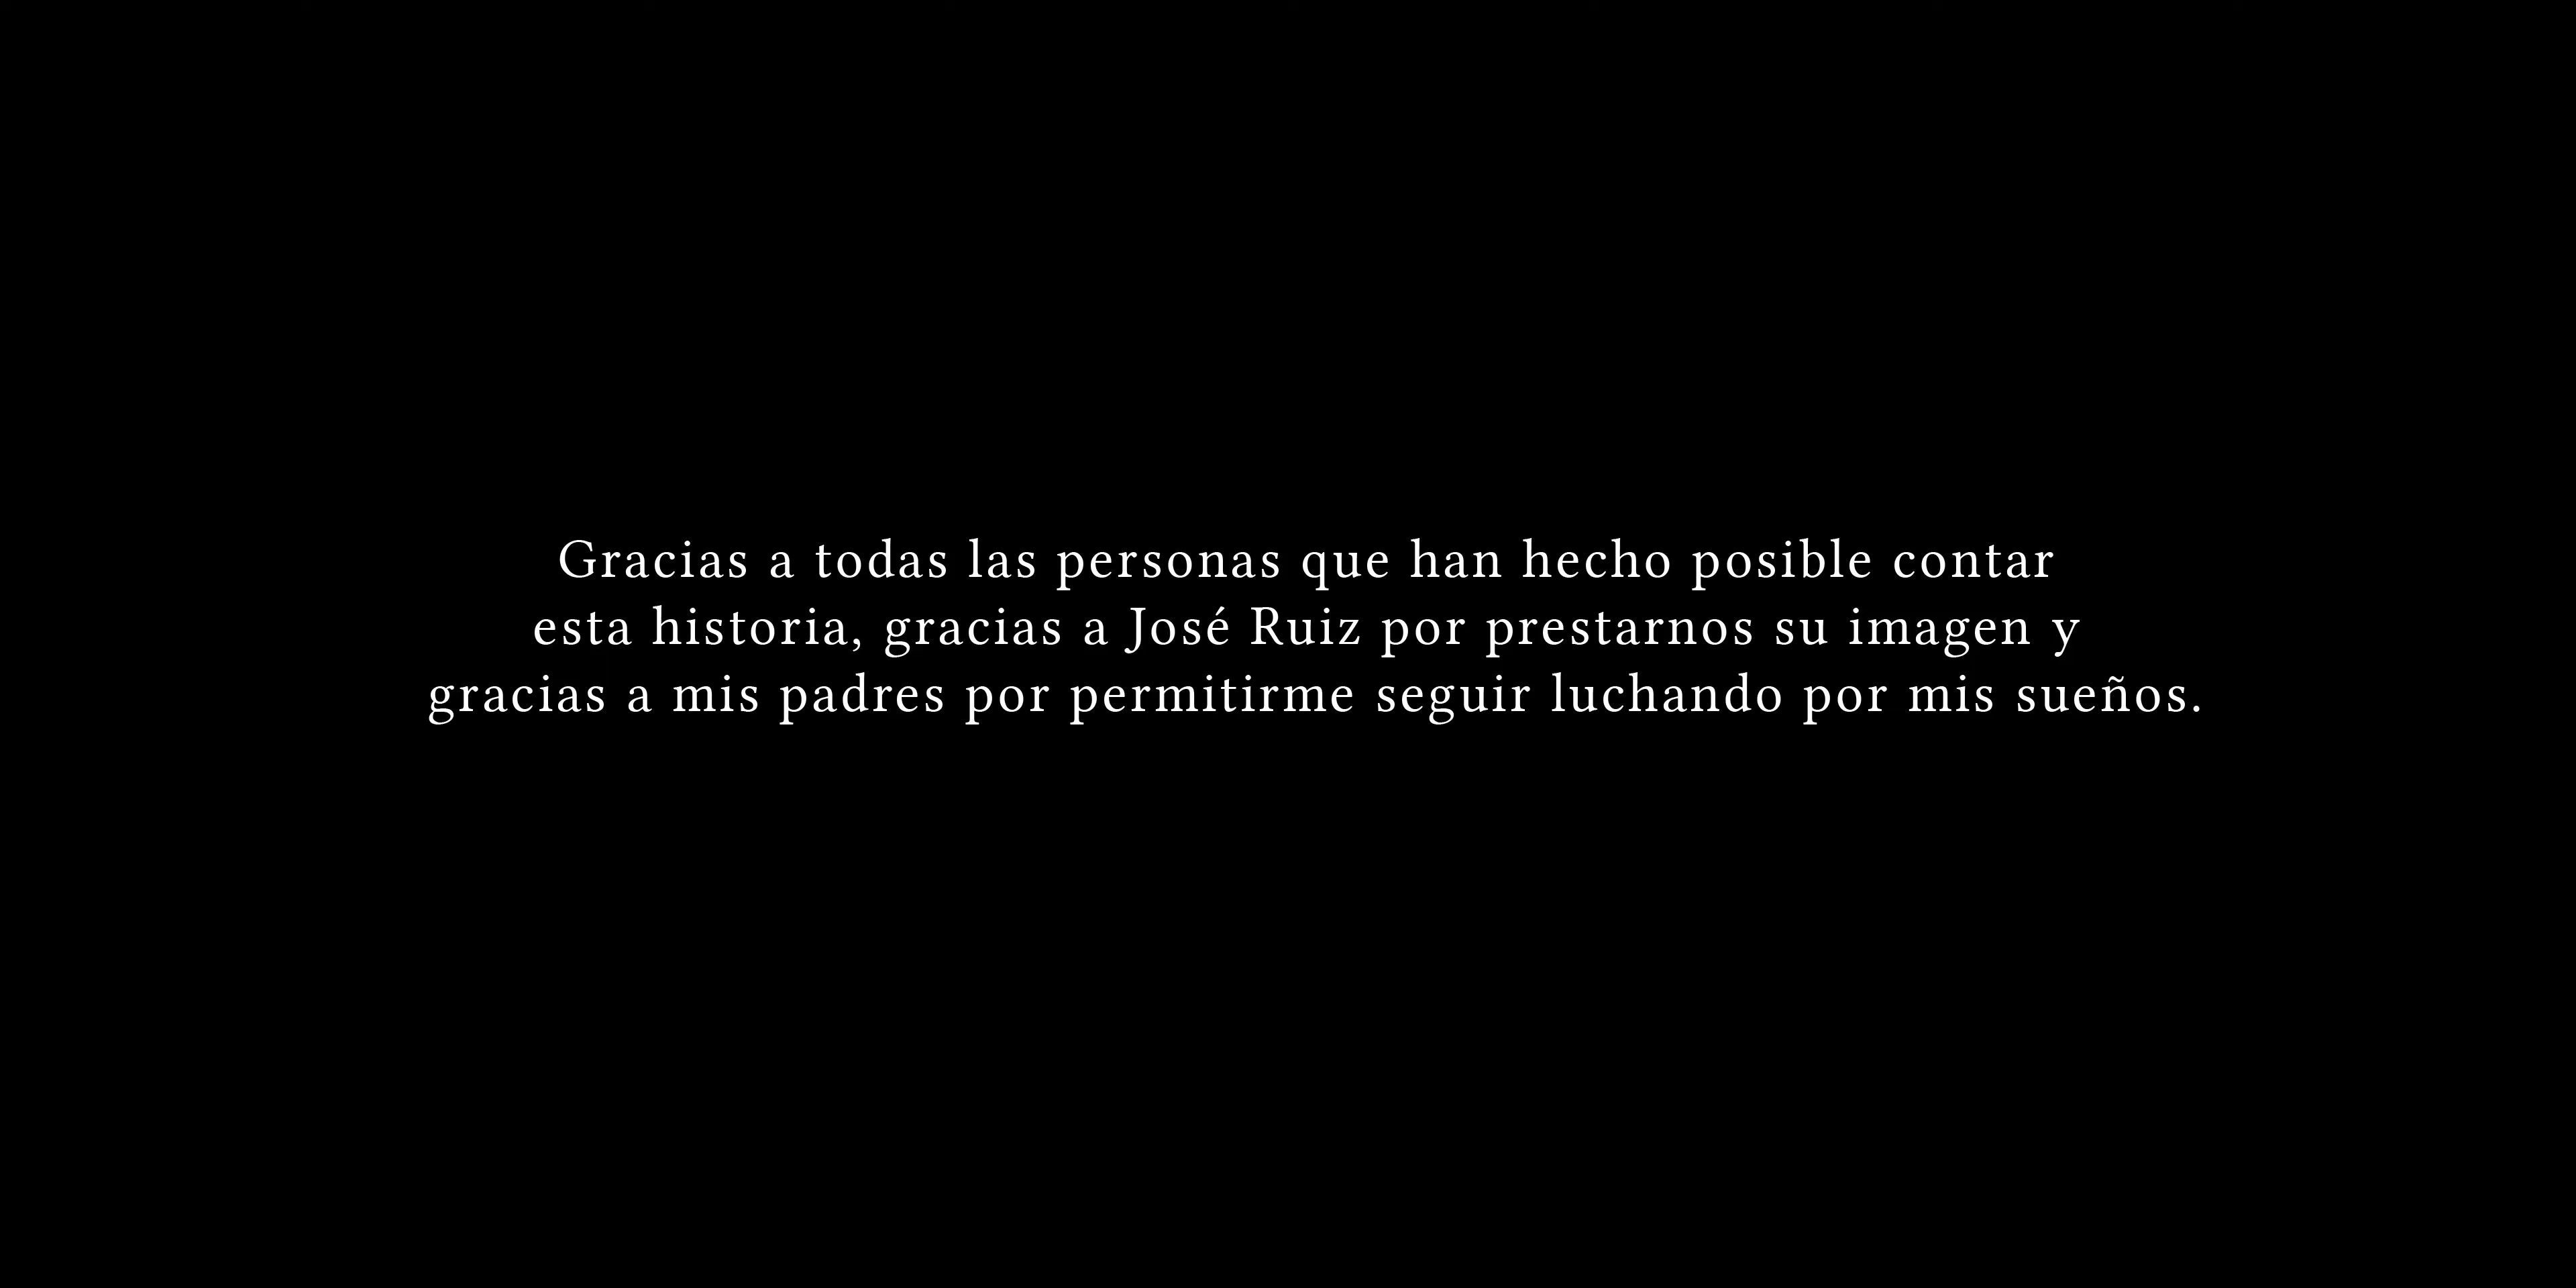 Gracias a todas las personas que han hecho posible contar
esta historia, gracias a José Ruiz por prestarnos su imagen y
gracias a mis padres por permitirme seguir luchando por mis sueños.